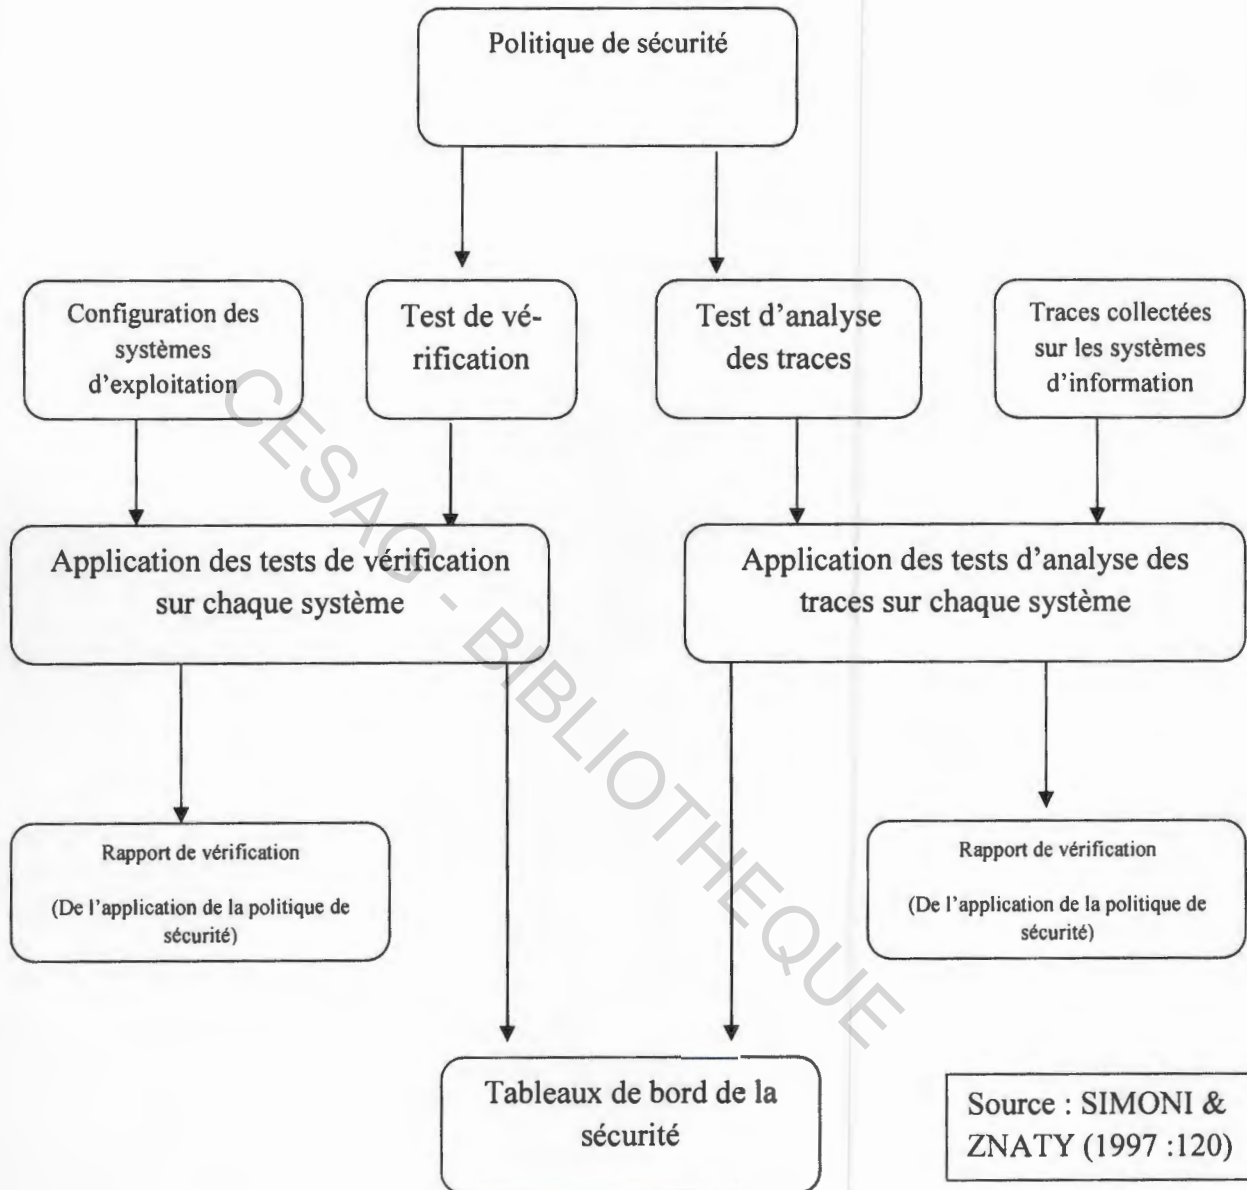 Politique de sécurité
Configuration des
systèmes
d'exploitation
Test de vé-
rification
Test d'analyse
des traces
Traces collectées
sur les systèmes
d'information
Application des tests de vérification
sur chaque système
Application des tests d'analyse des
traces sur chaque système
Rapport de vérification
(De l'application de la politique de
sécurité)
Rapport de vérification
(De l'application de la politique de
sécurité)
Tableaux de bord de la
sécurité
Source : SIMONI &
ZNATY (1997 :120)
CESAG - BIBLIOTHEQUE